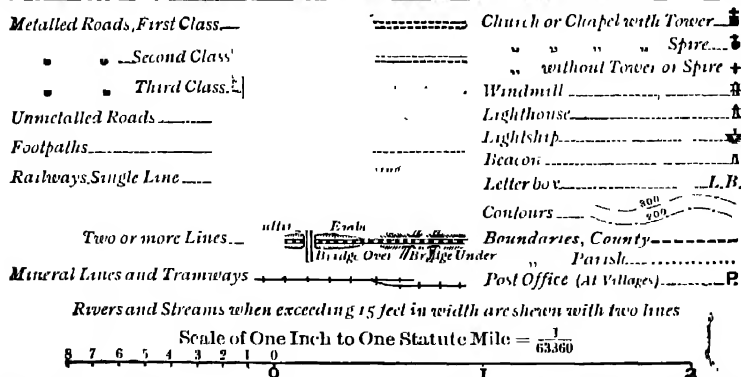 Metalled Roads, First Class
" " Second Class
" " Third Class
Unmetalled Roads
Footpaths
Railways, Single Line
Two or more Lines
Bridge Over Bridge Under
Mineral Lines and Tramways
Church or Chapel with Tower
" " " " Spire
" without Tower or Spire
Windmill
Lighthouse
Lightship
Beacon
Letter box L.B.
Contours 300 200
Boundaries, County
" Parish
Post Office (At Villages) P
Rivers and Streams when exceeding 15 feet in width are shewn with two lines
Scale of One Inch to One Statute Mile = 1/63360
8 7 6 5 4 3 2 1 0
0 1 2